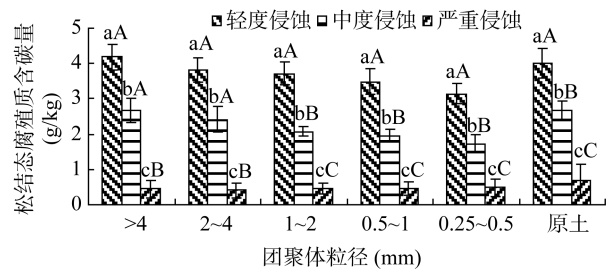 轻度侵蚀 中度侵蚀 严重侵蚀
松结态腐殖质含碳量
(g/kg)
5
4
3
2
1
0
aA bA cB
aA bA cB
aA bB cC
aA bB cC
aA bB cC
aA bB cC
>4 2~4 1~2 0.5~1 0.25~0.5 原土
团聚体粒径 (mm)